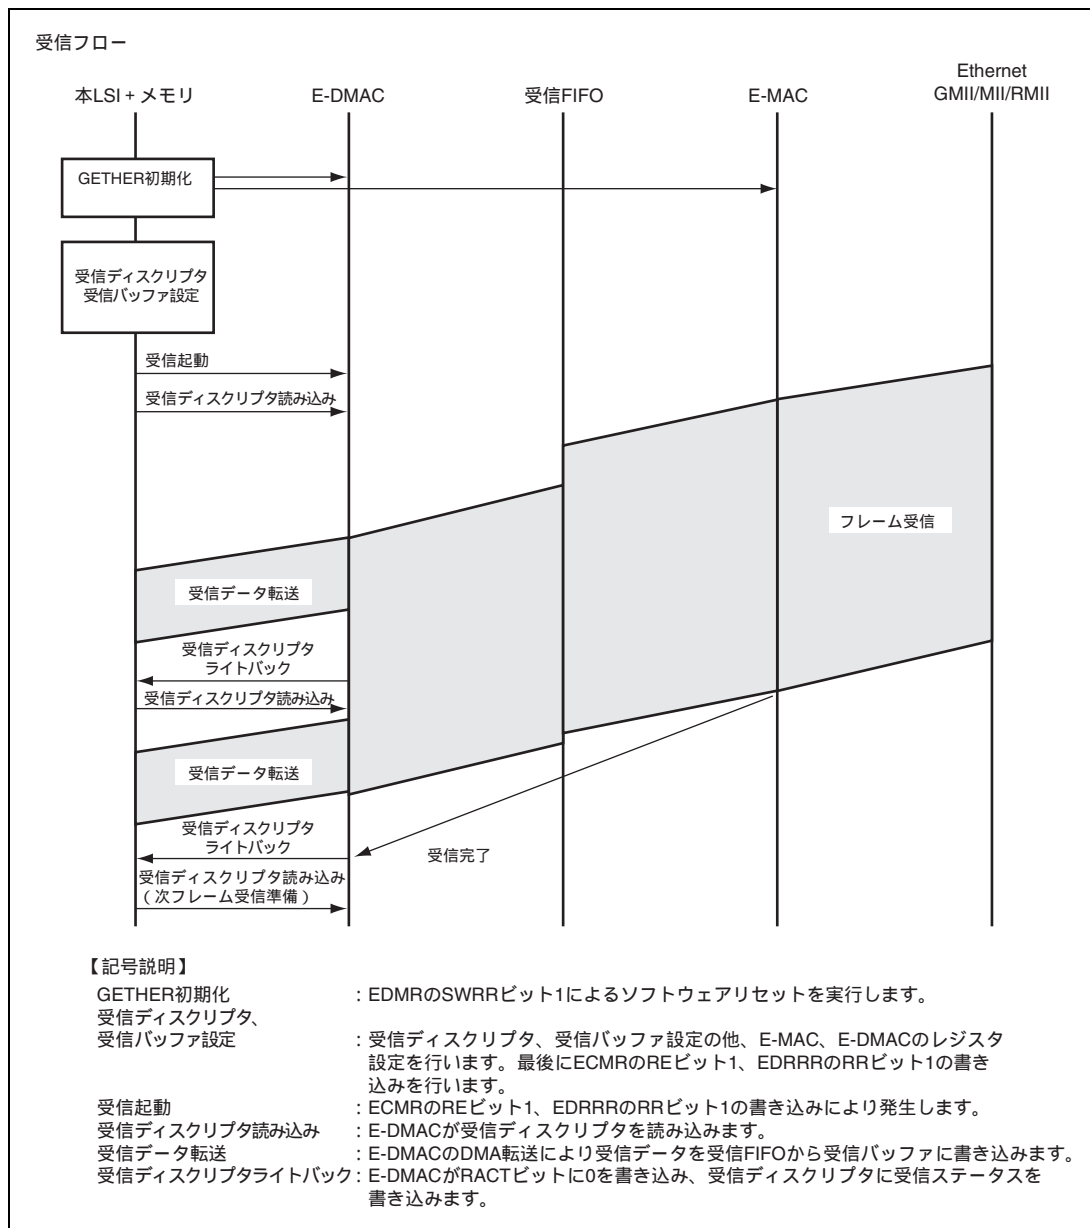 受信フロー
本LSI + メモリ
E-DMAC
受信FIFO
E-MAC
Ethernet
GMII/MII/RMII
GETHER初期化
受信ディスクリプタ
受信バッファ設定
受信起動
受信ディスクリプタ読み込み
フレーム受信
受信データ転送
受信ディスクリプタ
ライトバック
受信ディスクリプタ読み込み
受信データ転送
受信ディスクリプタ
ライトバック
受信完了
受信ディスクリプタ読み込み
（次フレーム受信準備）
【記号説明】
GETHER初期化 : EDMRのSWRRビット1によるソフトウェアリセットを実行します。
受信ディスクリプタ、
受信バッファ設定 : 受信ディスクリプタ、受信バッファ設定の他、E-MAC、E-DMACのレジスタ
設定を行います。最後にECMRのREビット1、EDRRRのRRビット1の書き
込みを行います。
受信起動 : ECMRのREビット1、EDRRRのRRビット1の書き込みにより発生します。
受信ディスクリプタ読み込み : E-DMACが受信ディスクリプタを読み込みます。
受信データ転送 : E-DMACのDMA転送により受信データを受信FIFOから受信バッファに書き込みます。
受信ディスクリプタライトバック : E-DMACがRACTビットに0を書き込み、受信ディスクリプタに受信ステータスを
書き込みます。